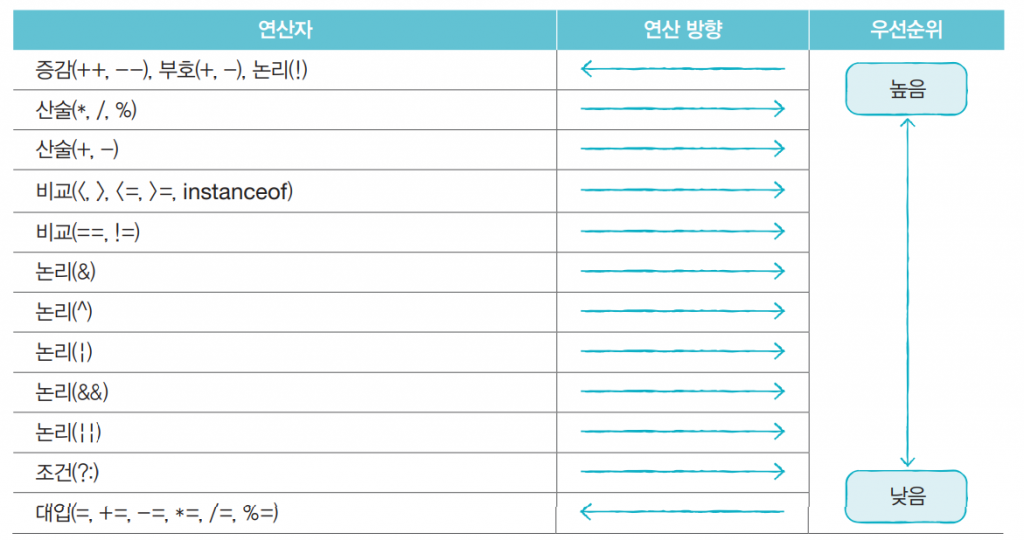 연산자 연산 방향 우선순위
증감(++, --), 부호(+, -), 논리(!)
높음
산술(*, /, %)
산술(+, -)
비교(<, >, <=, >=, instanceof)
비교(==, !=)
논리(&)
논리(^)
논리(¦)
논리(&&)
논리(¦¦)
조건(?:)
낮음
대입(=, +=, -=, *=, /=, %=)